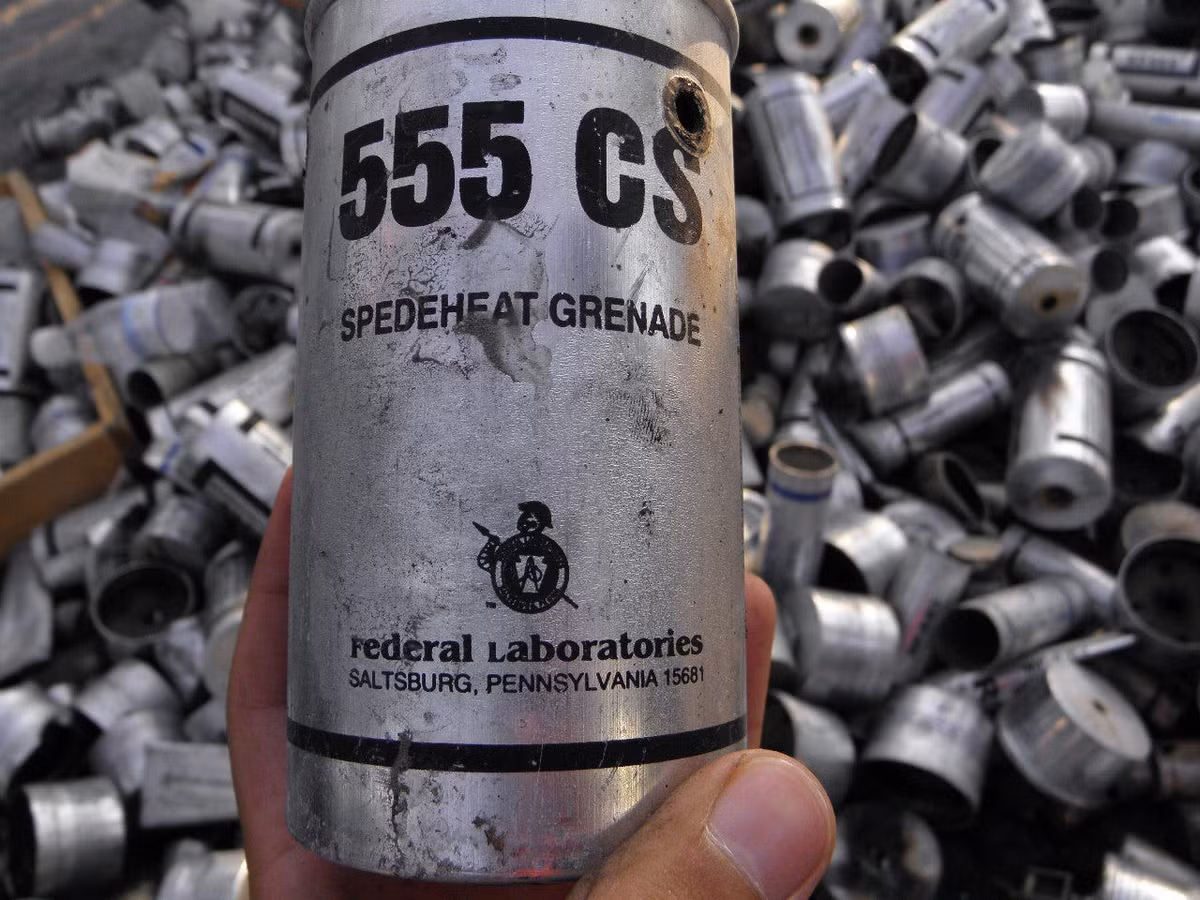 555 CS
SPEDEHEAT GRENADE
Federal Laboratories
SALTSBURG, PENNSYLVANIA 15681